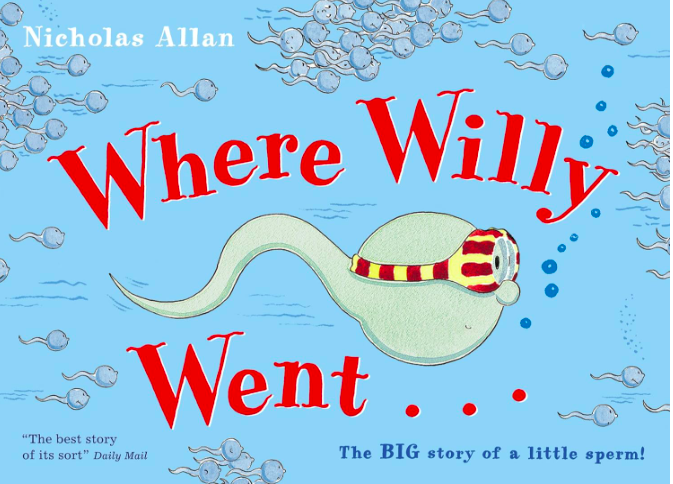 Nicholas Allan
Where Willy
Went...
“The best story
of its sort” Daily Mail
The BIG story of a little sperm!